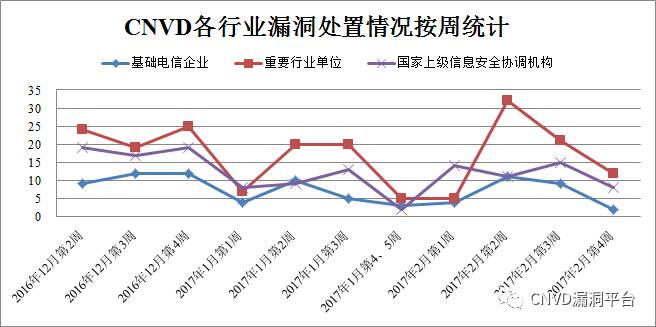 CNVD各行业漏洞处置情况按周统计
基础电信企业 重要行业单位 国家上级信息安全协调机构
35
30
25
20
15
10
5
0
2016年12月第2周
2016年12月第3周
2016年12月第4周
2017年1月第1周
2017年1月第2周
2017年1月第3周
2017年1月第4、5周
2017年2月第1周
2017年2月第2周
2017年2月第3周
2017年2月第4周
CNVD漏洞平台